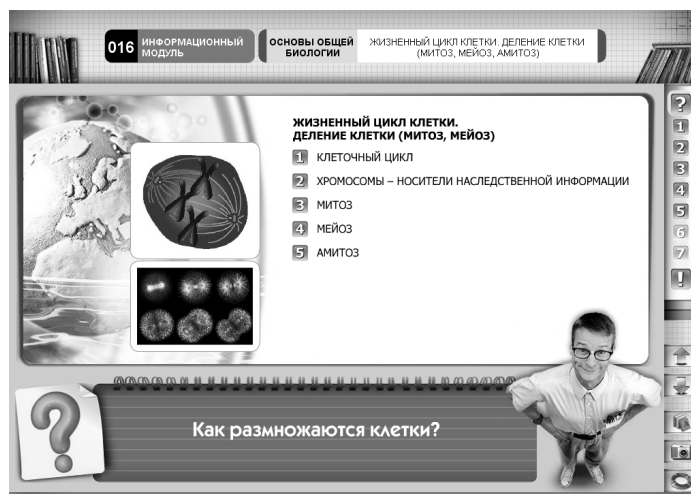 016
ИНФОРМАЦИОННЫЙ
МОДУЛЬ
ОСНОВЫ ОБЩЕЙ
БИОЛОГИИ
ЖИЗНЕННЫЙ ЦИКЛ КЛЕТКИ. ДЕЛЕНИЕ КЛЕТКИ
(МИТОЗ, МЕЙОЗ, АМИТОЗ)
ЖИЗНЕННЫЙ ЦИКЛ КЛЕТКИ.
ДЕЛЕНИЕ КЛЕТКИ (МИТОЗ, МЕЙОЗ)
1 КЛЕТОЧНЫЙ ЦИКЛ
2 ХРОМОСОМЫ – НОСИТЕЛИ НАСЛЕДСТВЕННОЙ ИНФОРМАЦИИ
3 МИТОЗ
4 МЕЙОЗ
5 АМИТОЗ
?
1
2
3
4
5
6
7
!
?
Как размножаются клетки?